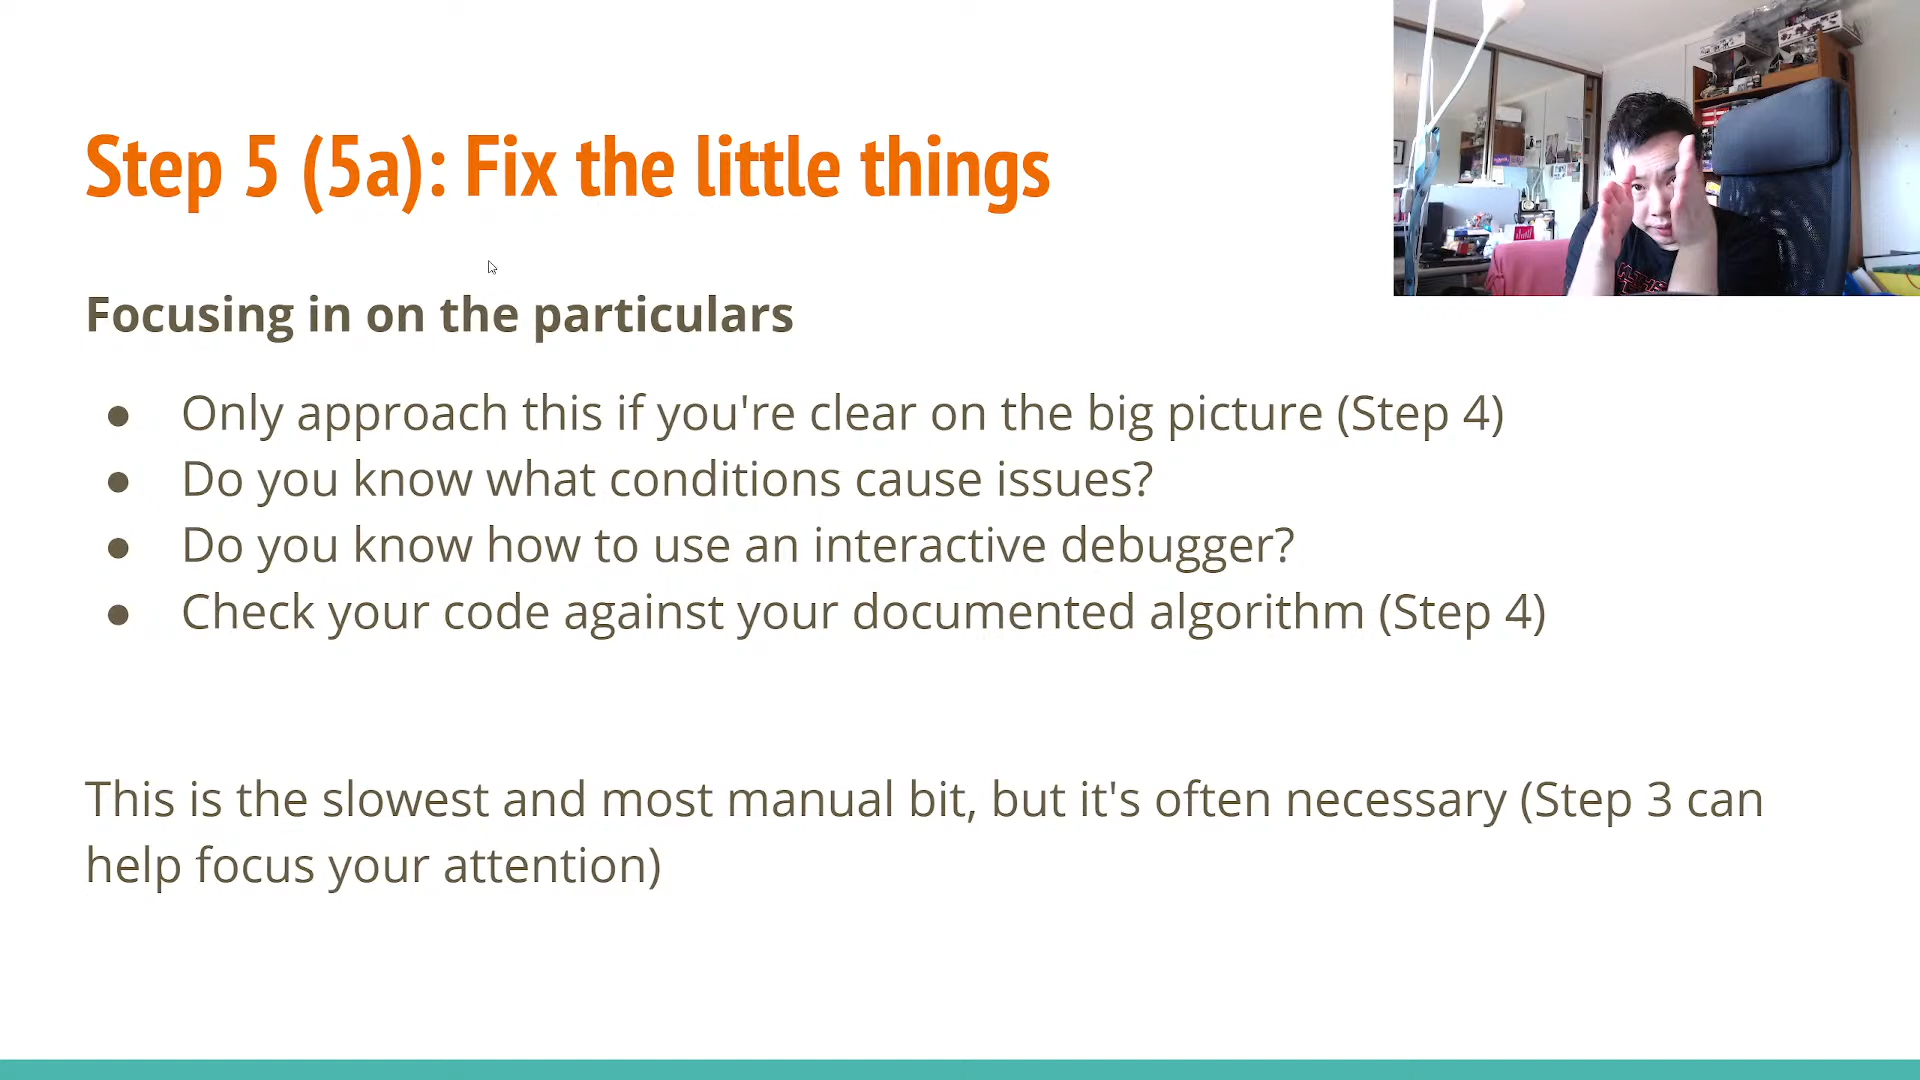 Step 5 (5a): Fix the little things
Focusing in on the particulars
● Only approach this if you're clear on the big picture (Step 4)
● Do you know what conditions cause issues?
● Do you know how to use an interactive debugger?
● Check your code against your documented algorithm (Step 4)
This is the slowest and most manual bit, but it's often necessary (Step 3 can
help focus your attention)